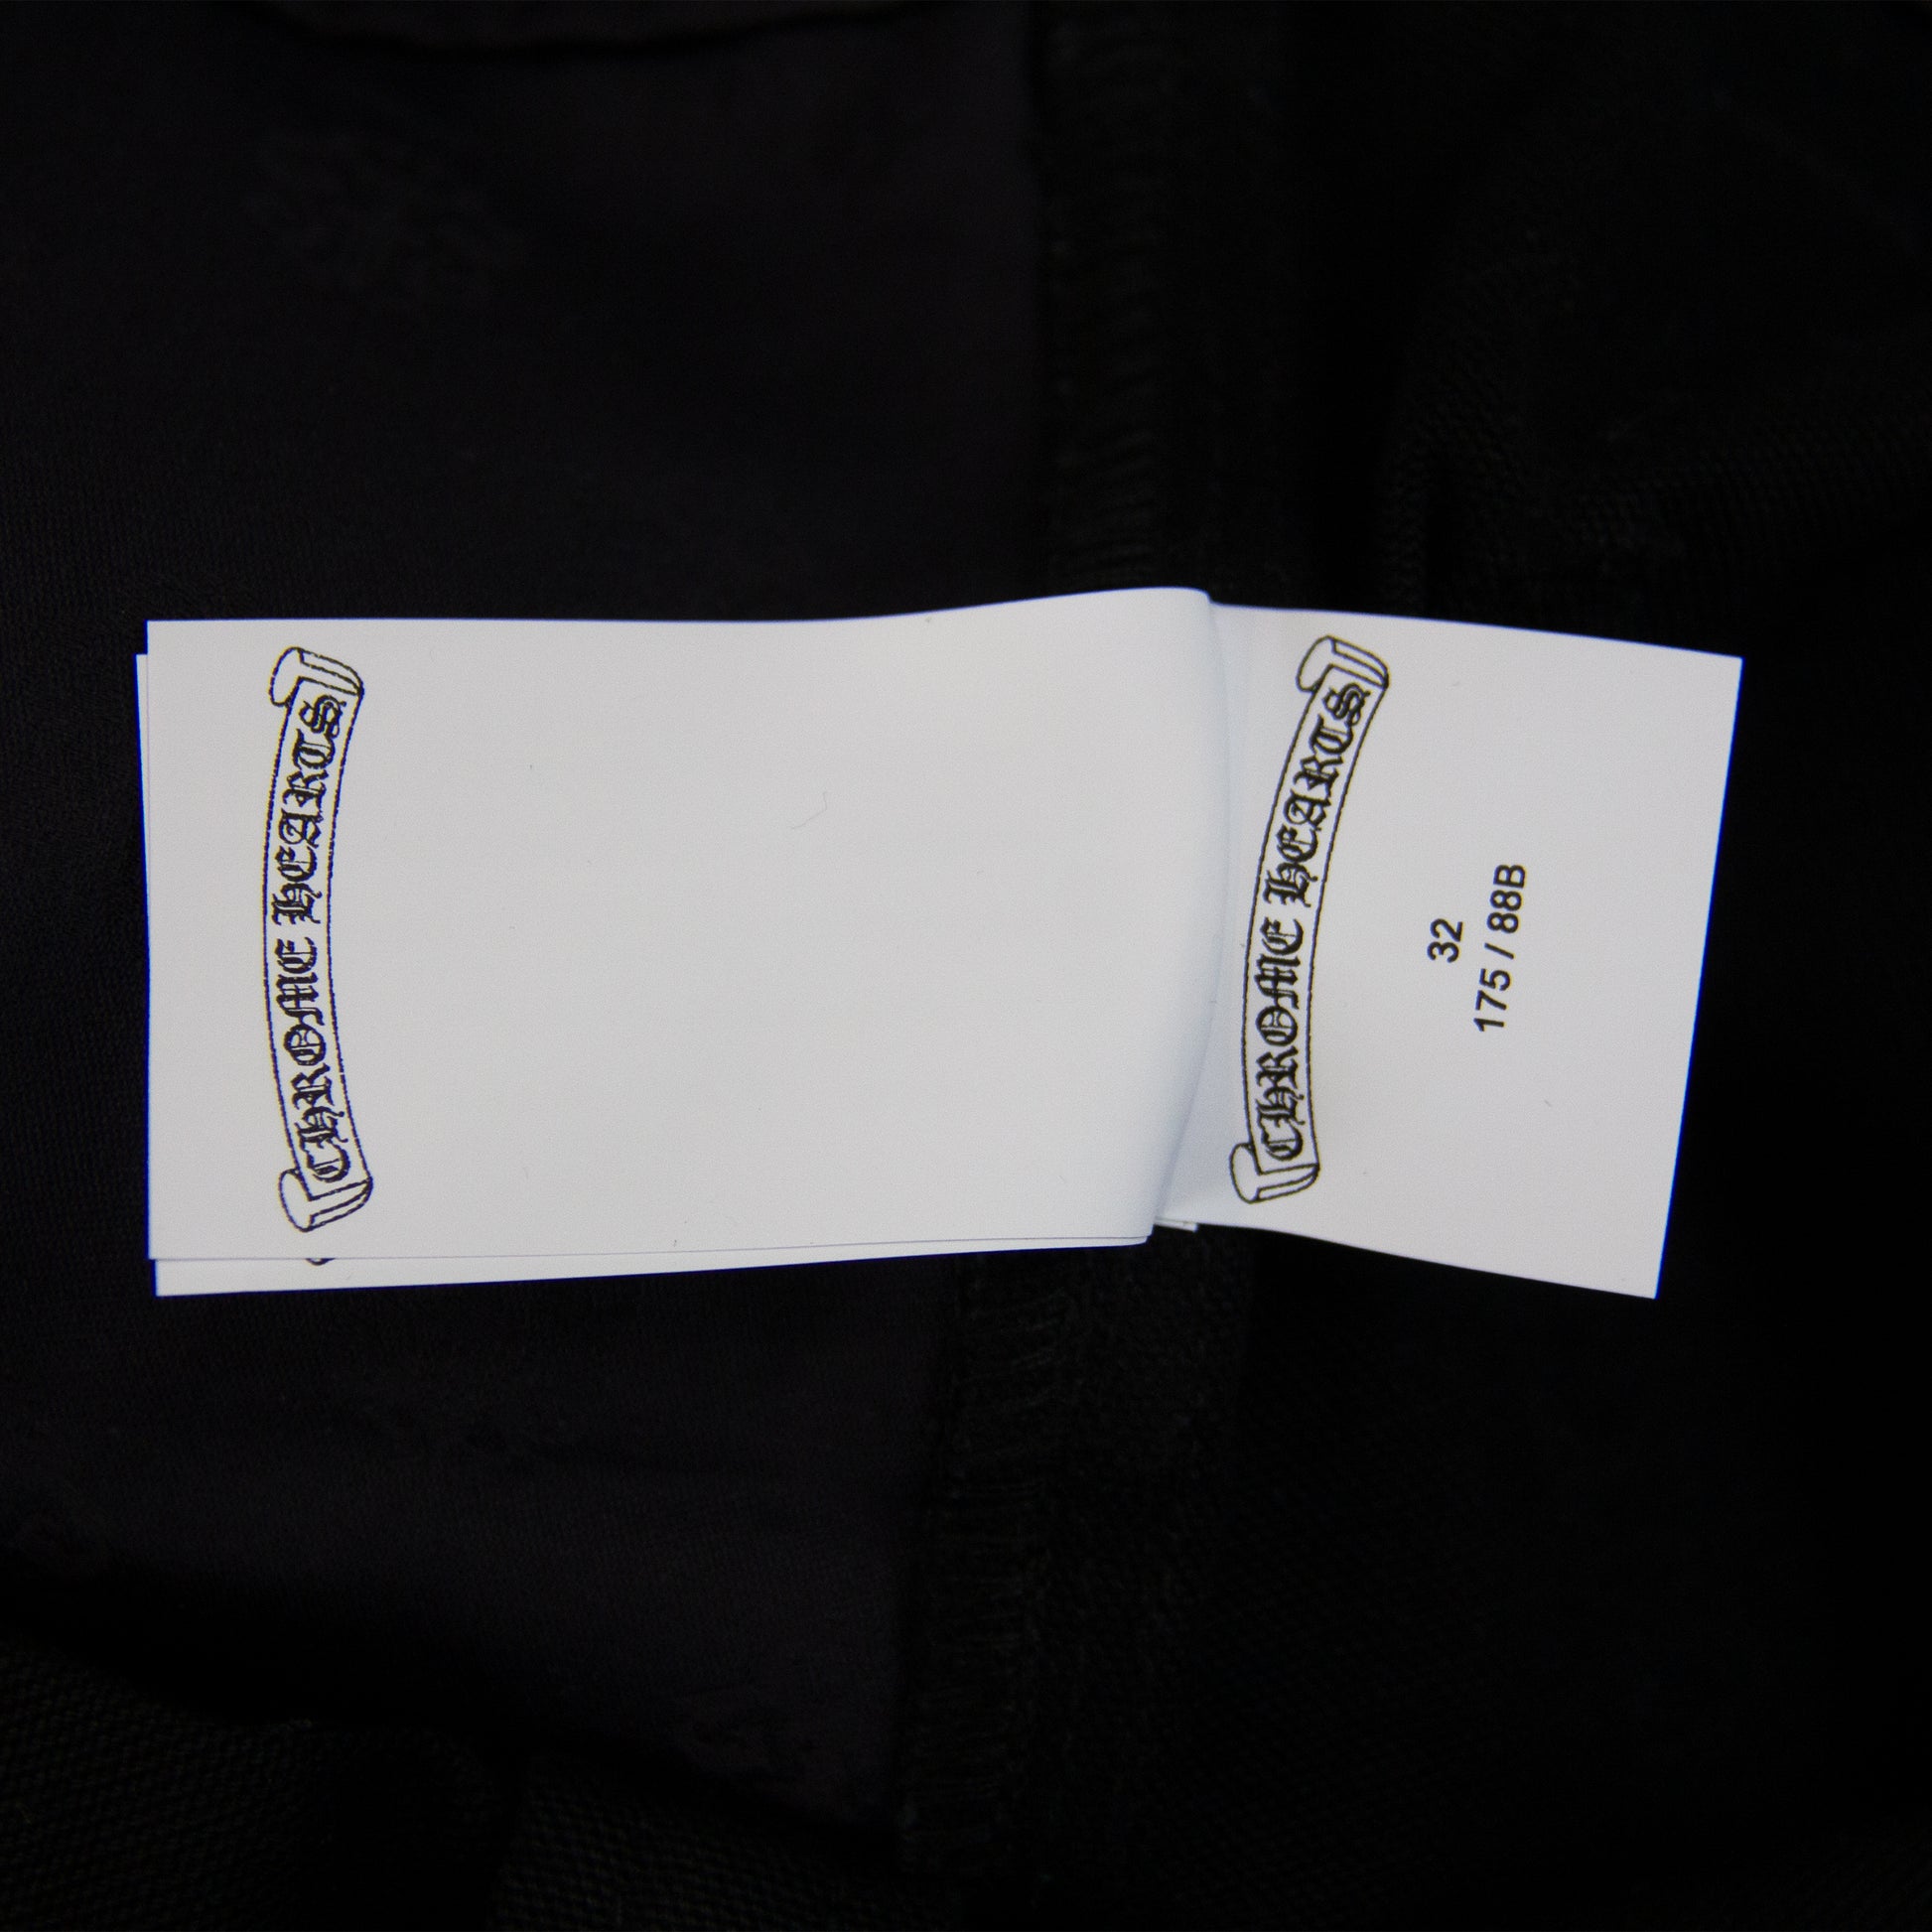 CHROME HEARTS
CHROME HEARTS
32
175 / 88B